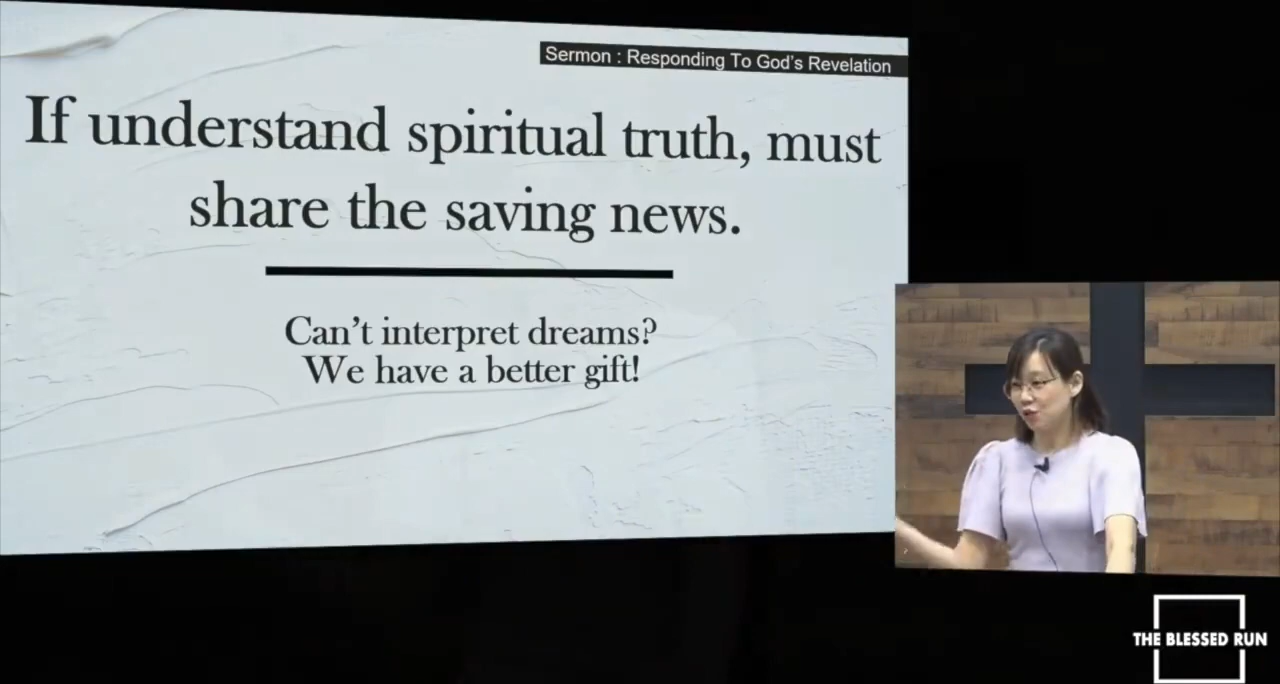 Sermon : Responding To God's Revelation
If understand spiritual truth, must
share the saving news.
Can't interpret dreams?
We have a better gift!
THE BLESSED RUN